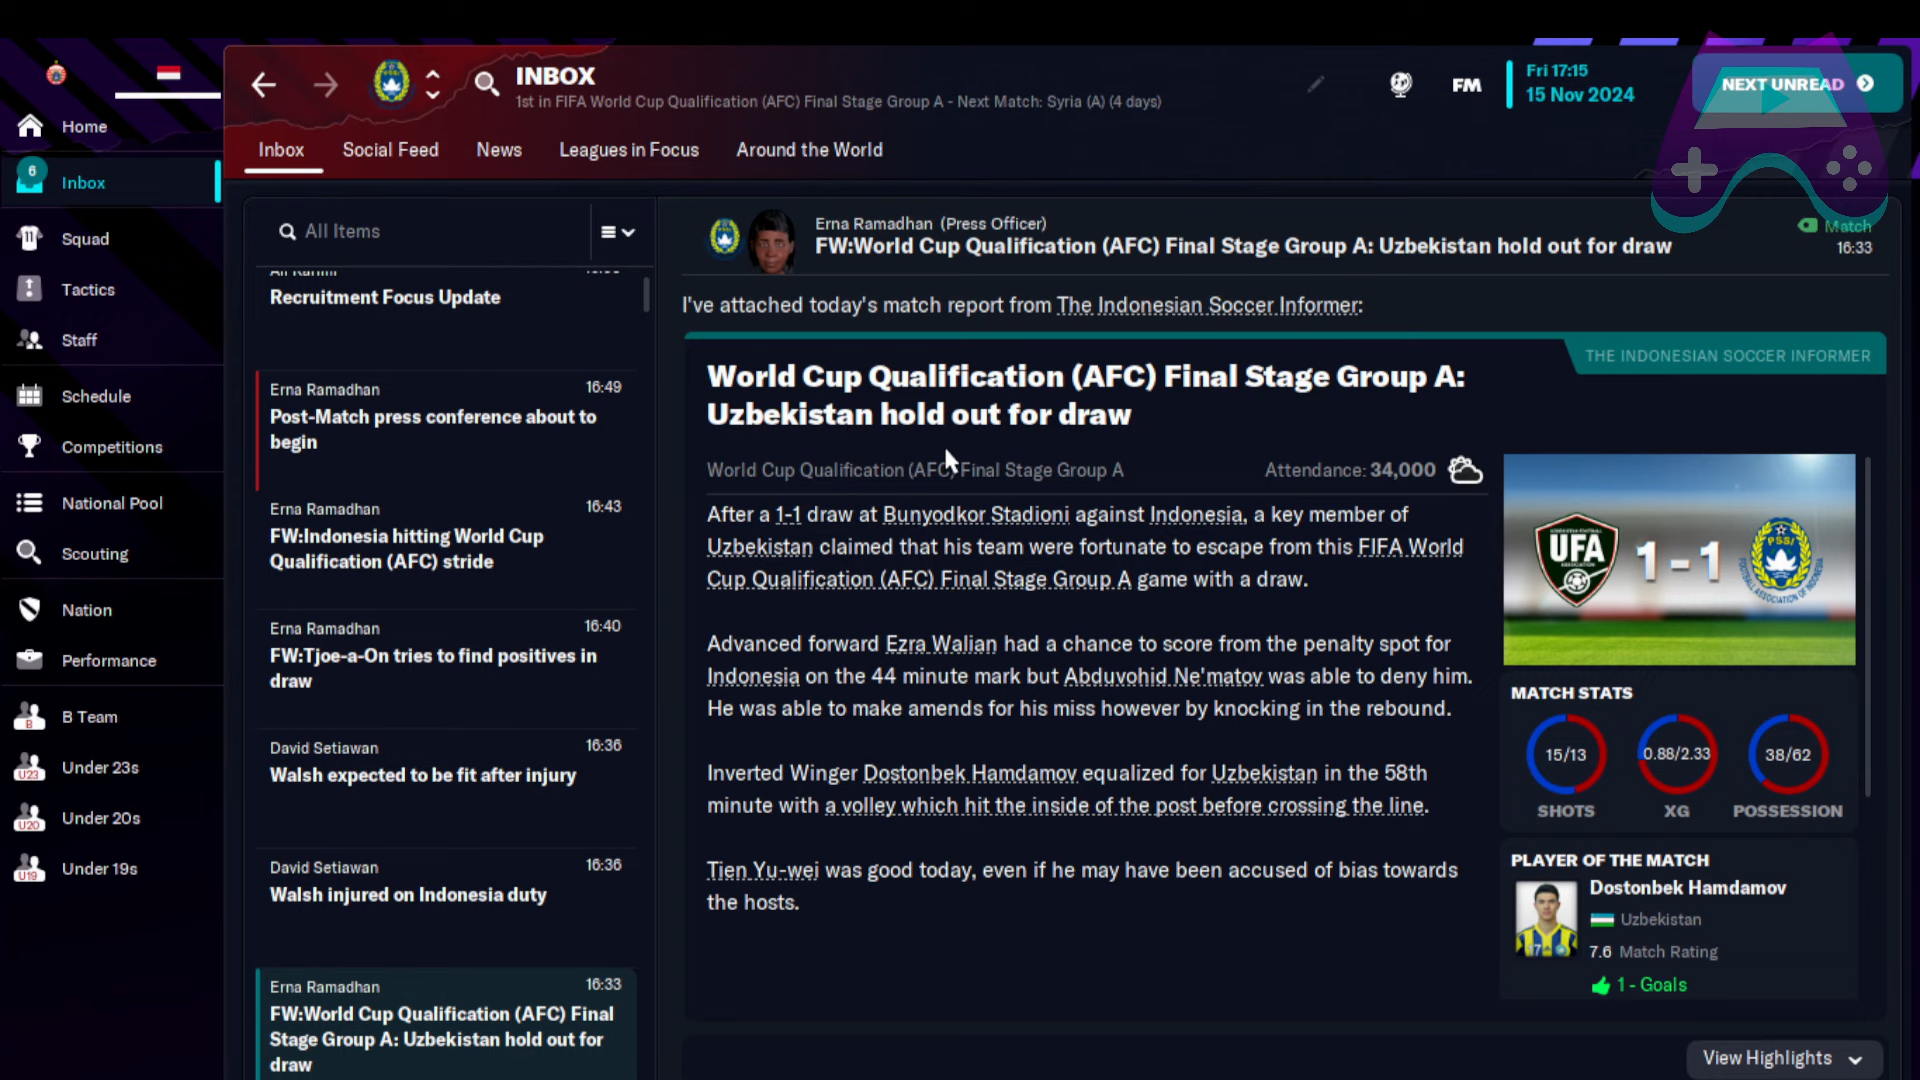 INBOX
1st in FIFA World Cup Qualification (AFC) Final Stage Group A - Next Match: Syria (A) (4 days)
FM
Fri 17:15
15 Nov 2024
NEXT UNREAD
Home
6
Inbox
Squad
Tactics
Staff
Schedule
Competitions
National Pool
Scouting
Nation
Performance
B
B Team
U23
Under 23s
U20
Under 20s
U19
Under 19s
Inbox
Social Feed
News
Leagues in Focus
Around the World
All Items
Recruitment Focus Update
Erna Ramadhan
16:49
Post-Match press conference about to
begin
Erna Ramadhan
16:43
FW:Indonesia hitting World Cup
Qualification (AFC) stride
Erna Ramadhan
16:40
FW:Tjoe-a-On tries to find positives in
draw
David Setiawan
16:36
Walsh expected to be fit after injury
David Setiawan
16:36
Walsh injured on Indonesia duty
Erna Ramadhan
16:33
FW:World Cup Qualification (AFC) Final
Stage Group A: Uzbekistan hold out for
draw
Erna Ramadhan (Press Officer)
FW:World Cup Qualification (AFC) Final Stage Group A: Uzbekistan hold out for draw
Match
16:33
I've attached today's match report from The Indonesian Soccer Informer:
THE INDONESIAN SOCCER INFORMER
World Cup Qualification (AFC) Final Stage Group A:
Uzbekistan hold out for draw
World Cup Qualification (AFC) Final Stage Group A
Attendance: 34,000
After a 1-1 draw at Bunyodkor Stadioni against Indonesia, a key member of
Uzbekistan claimed that his team were fortunate to escape from this FIFA World
Cup Qualification (AFC) Final Stage Group A game with a draw.
Advanced forward Ezra Walian had a chance to score from the penalty spot for
Indonesia on the 44 minute mark but Abduvohid Ne'matov was able to deny him.
He was able to make amends for his miss however by knocking in the rebound.
Inverted Winger Dostonbek Hamdamov equalized for Uzbekistan in the 58th
minute with a volley which hit the inside of the post before crossing the line.
Tien Yu-wei was good today, even if he may have been accused of bias towards
the hosts.
UFA
1 - 1
PSSI
MATCH STATS
15/13
0.88/2.33
38/62
SHOTS
XG
POSSESSION
PLAYER OF THE MATCH
Dostonbek Hamdamov
Uzbekistan
7.6 Match Rating
1 - Goals
View Highlights